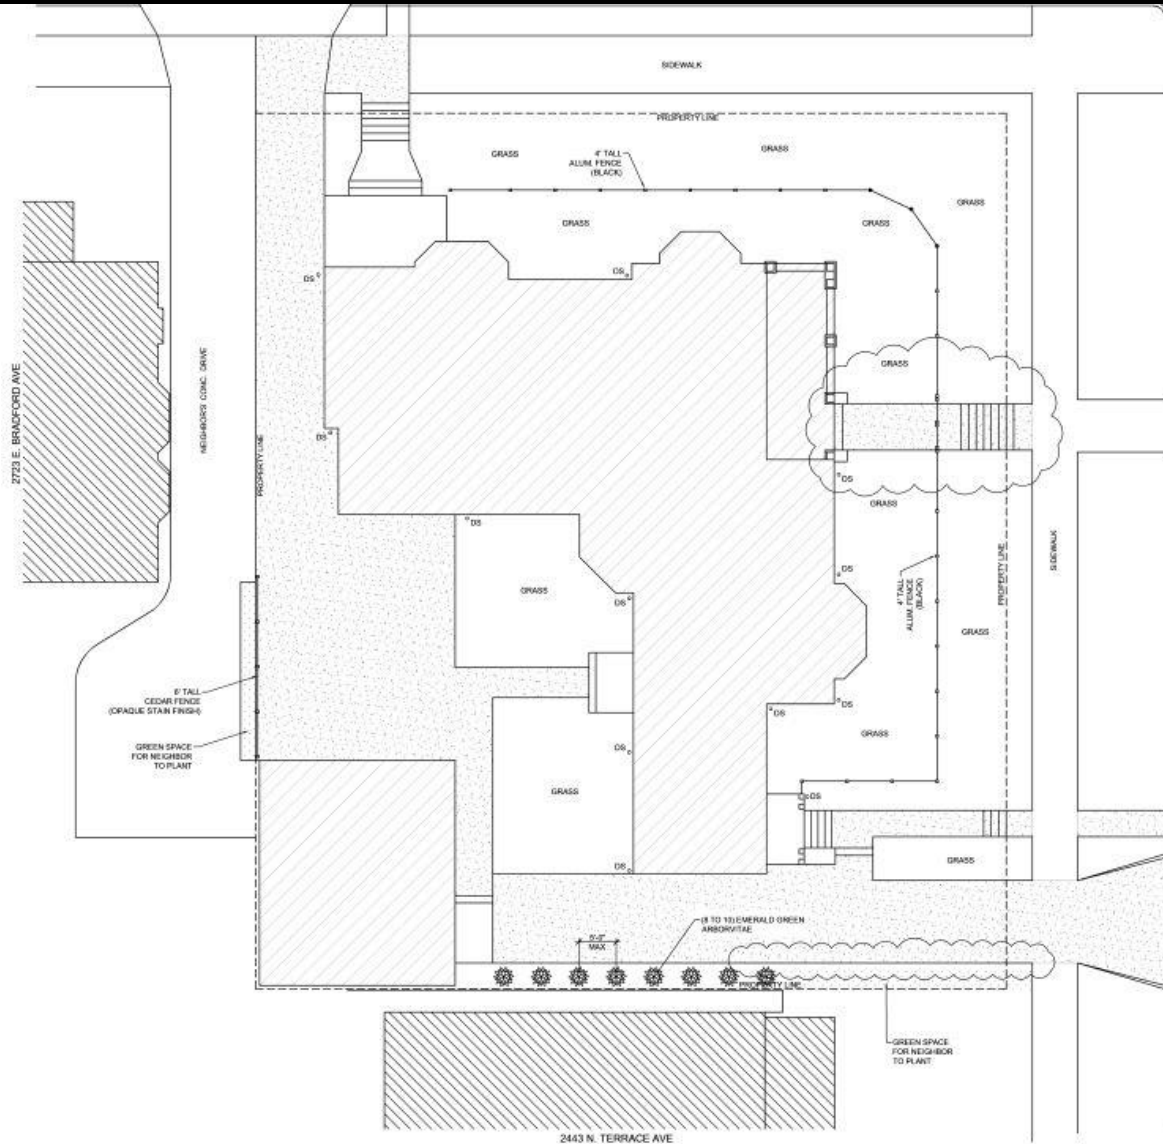 SIDEWALK
PROPERTY LINE
GRASS
4' TALL
ALUM. FENCE
(BLACK)
GRASS
GRASS
GRASS
GRASS
DS
DS
2723 E. BRADFORD AVE
NEIGHBORS' CONC. DRIVE
GRASS
DS
PROPERTY LINE
DS
GRASS
DS
SIDEWALK
PROPERTY LINE
DS
GRASS
DS
4' TALL
ALUM. FENCE
(BLACK)
GRASS
6' TALL
CEDAR FENCE
(OPAQUE STAIN FINISH)
DS
DS
GREEN SPACE
FOR NEIGHBOR
TO PLANT
DS
GRASS
GRASS
DS
GRASS
DS
(8 TO 10) EMERALD GREEN
ARBORVITAE
MAX
PROPERTY LINE
GREEN SPACE
FOR NEIGHBOR
TO PLANT
2443 N. TERRACE AVE